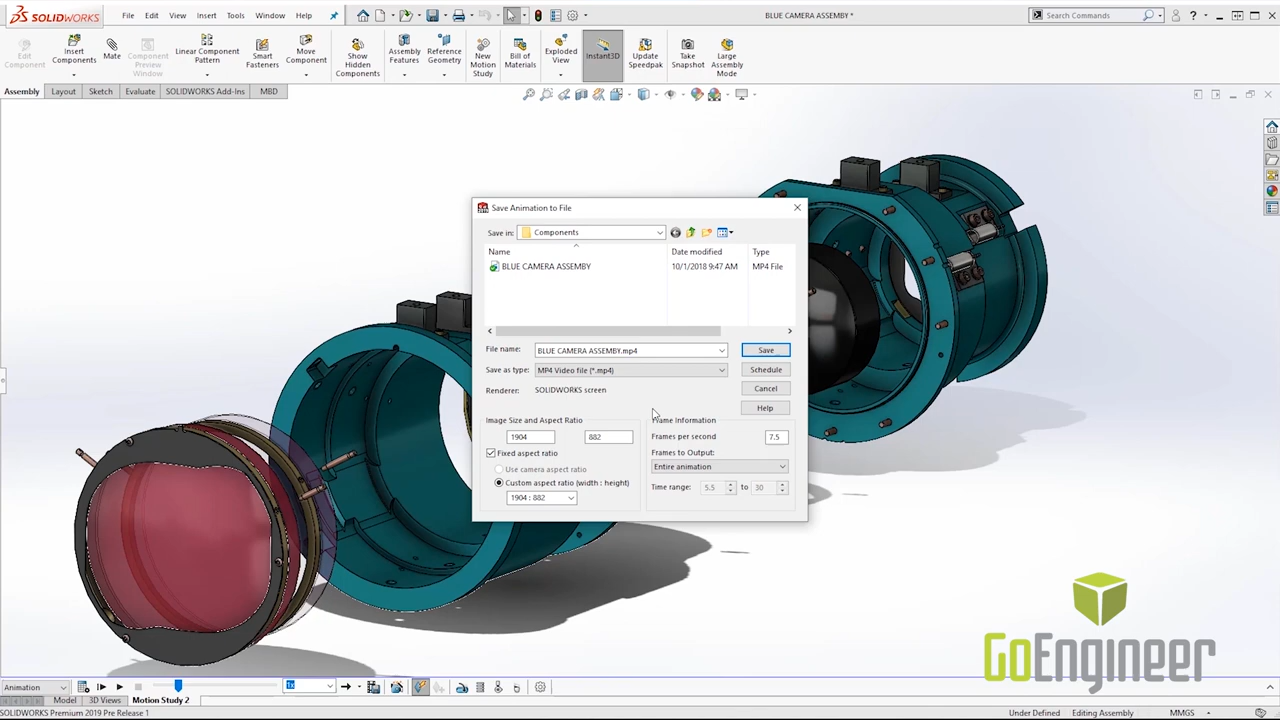 SOLIDWORKS File Edit View Insert Tools Window Help BLUE CAMERA ASSEMBY * Search Commands
Edit Component
Insert Components
Mate
Component Preview Window
Linear Component Pattern
Smart Fasteners
Move Component
Show Hidden Components
Assembly Features
Reference Geometry
New Motion Study
Bill of Materials
Exploded View
Instant3D
Update Speedpak
Take Snapshot
Large Assembly Mode
Assembly Layout Sketch Evaluate SOLIDWORKS Add-Ins MBD
Save Animation to File
Save in: Components
Name Date modified Type
BLUE CAMERA ASSEMBY 10/1/2018 9:47 AM MP4 File
File name: BLUE CAMERA ASSEMBY.mp4 Save
Save as type: MP4 Video file (*.mp4) Schedule
Renderer: SOLIDWORKS screen Cancel
Help
Image Size and Aspect Ratio Frame Information
1904 882 Frames per second 7.5
Fixed aspect ratio Frames to Output:
Use camera aspect ratio Entire animation
Custom aspect ratio (width : height) Time range: 5.5 to 30
1904 : 882
GoEngineer
Animation 1x
Model 3D Views Motion Study 2
SOLIDWORKS Premium 2019 Pre Release 1 Under Defined Editing Assembly MMGS